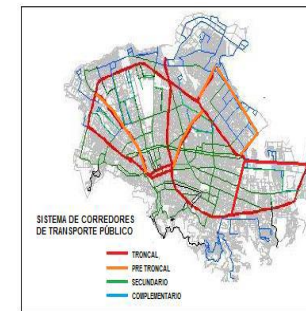 SISTEMA DE CORREDORES
DE TRANSPORTE PÚBLICO
TRONCAL
PRE TRONCAL
SECUNDARIO
COMPLEMENTARIO